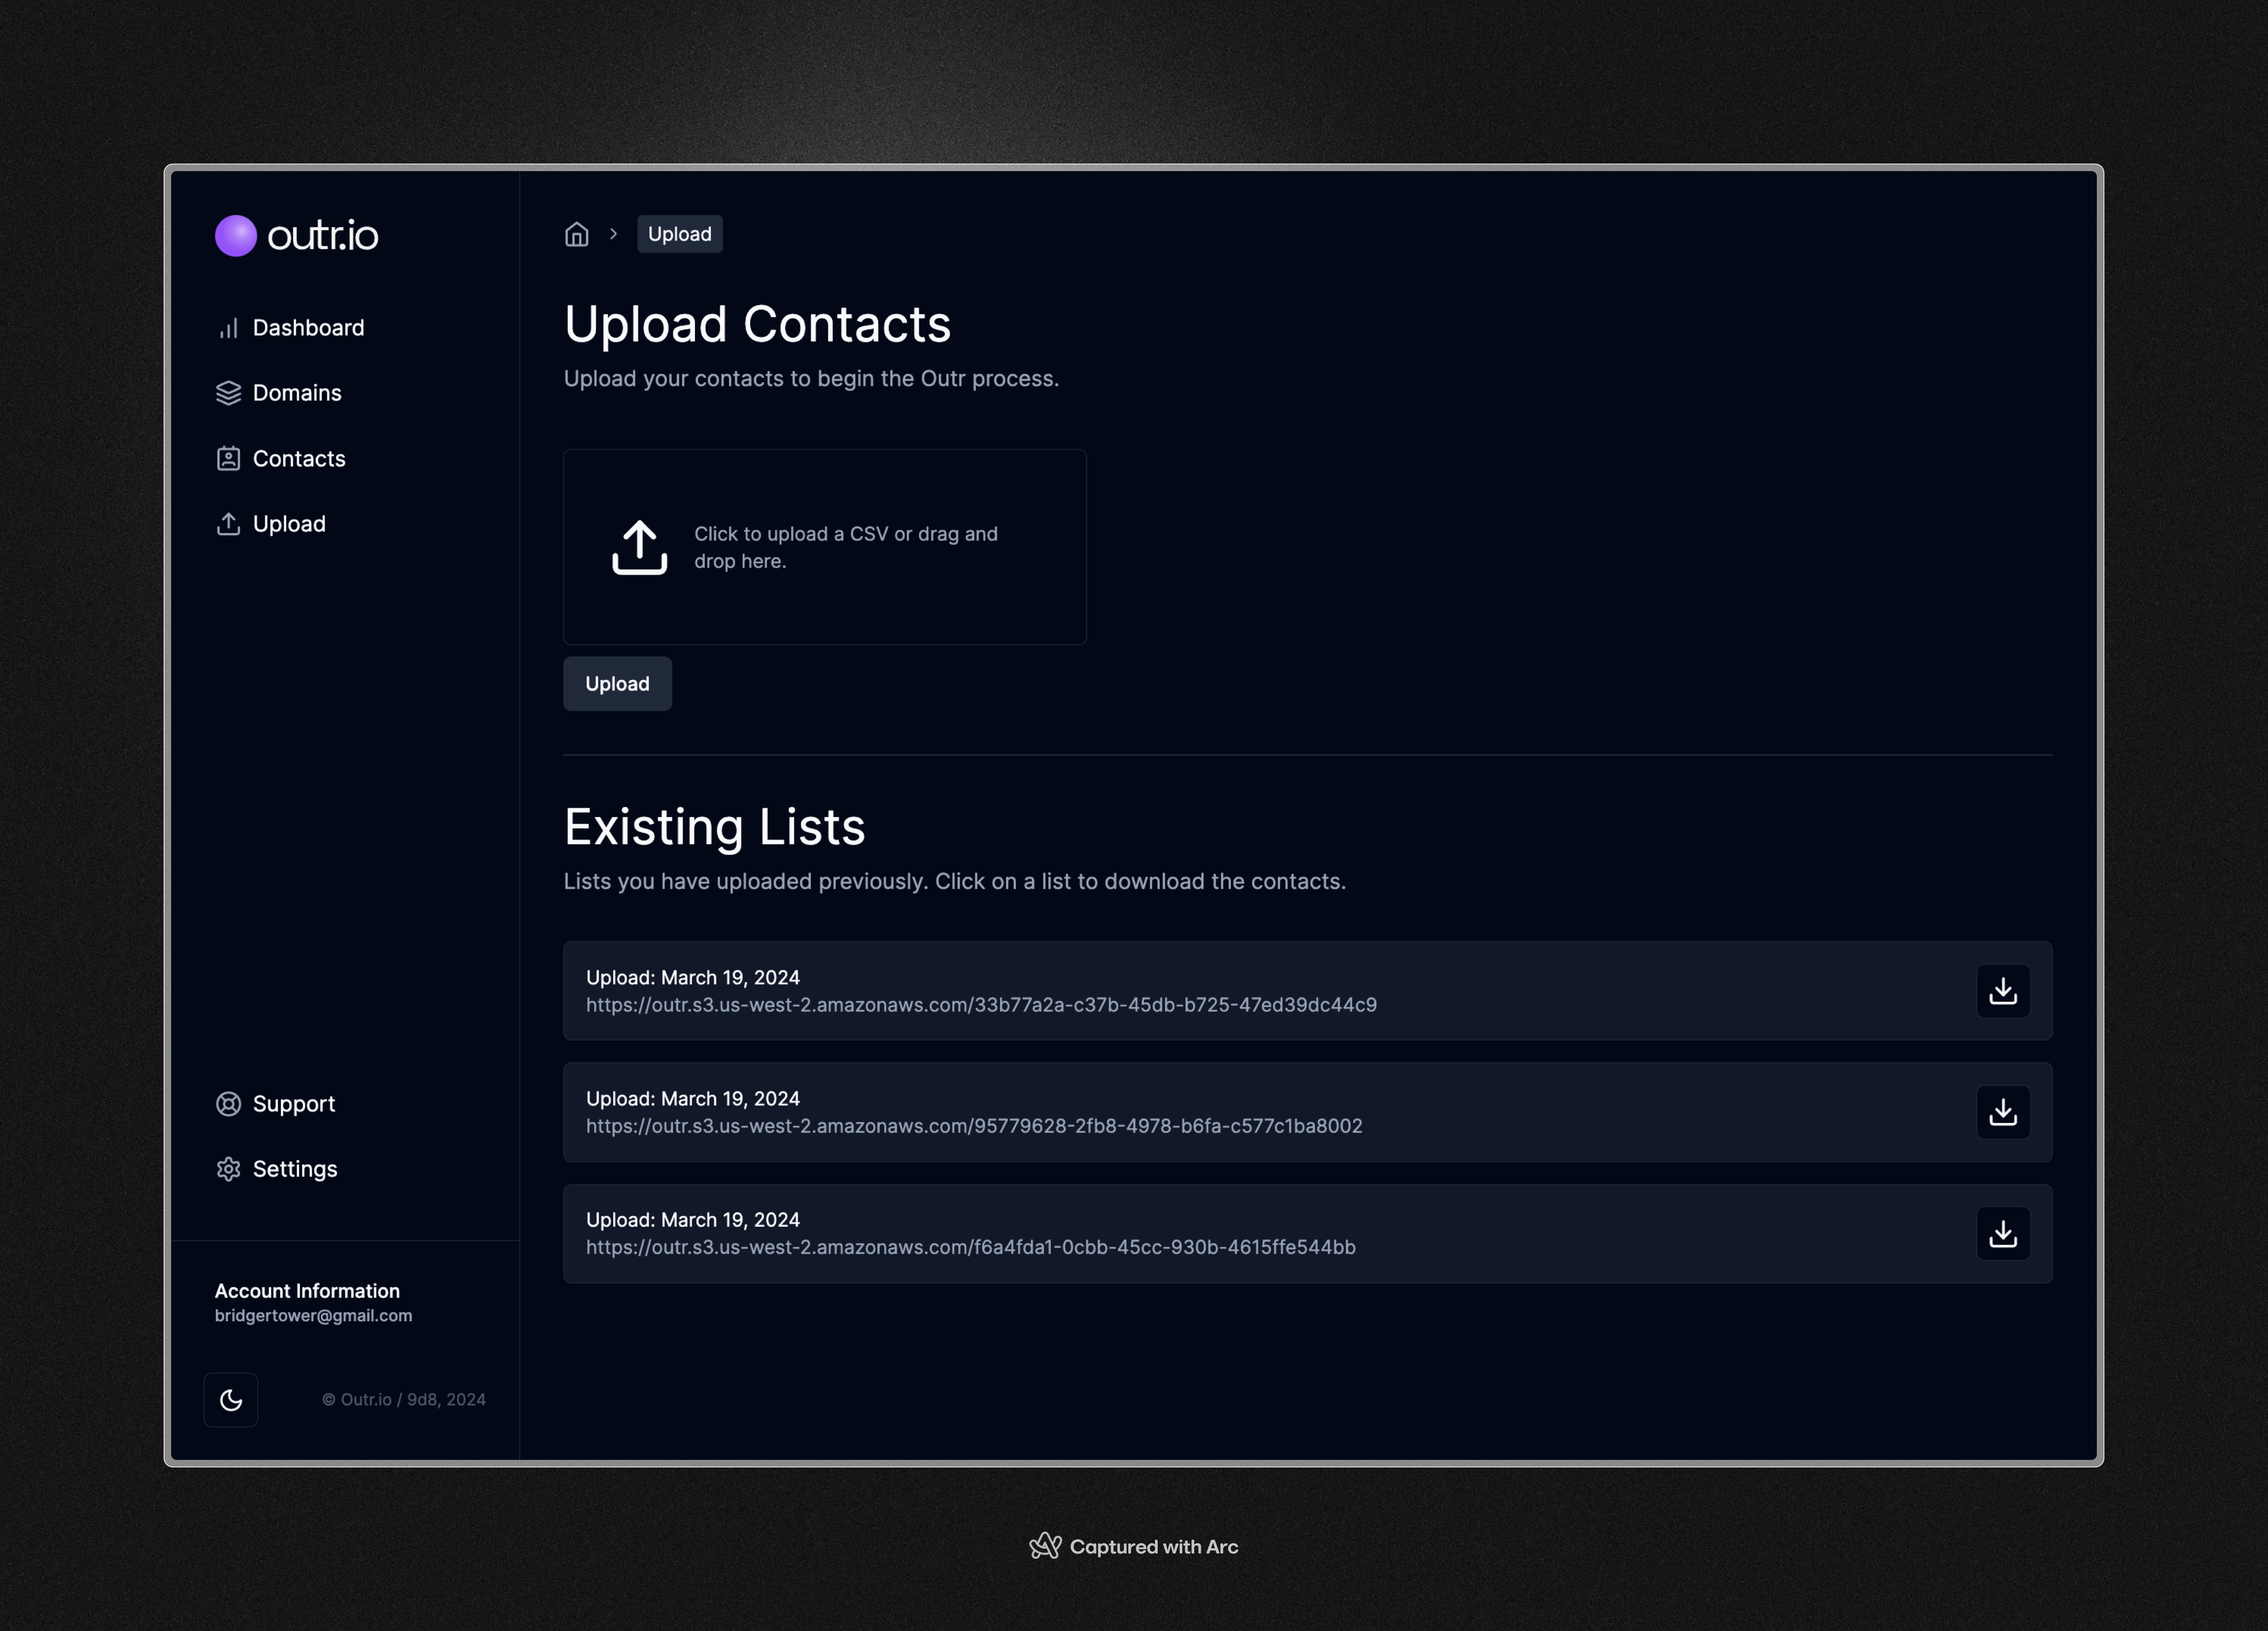 outr.io
Dashboard
Domains
Contacts
Upload
Support
Settings
Account Information
bridgertower@gmail.com
© Outr.io / 9d8, 2024
Upload
Upload Contacts
Upload your contacts to begin the Outr process.
Click to upload a CSV or drag and
drop here.
Upload
Existing Lists
Lists you have uploaded previously. Click on a list to download the contacts.
Upload: March 19, 2024
https://outr.s3.us-west-2.amazonaws.com/33b77a2a-c37b-45db-b725-47ed39dc44c9
Upload: March 19, 2024
https://outr.s3.us-west-2.amazonaws.com/95779628-2fb8-4978-b6fa-c577c1ba8002
Upload: March 19, 2024
https://outr.s3.us-west-2.amazonaws.com/f6a4fda1-0cbb-45cc-930b-4615ffe544bb
Captured with Arc